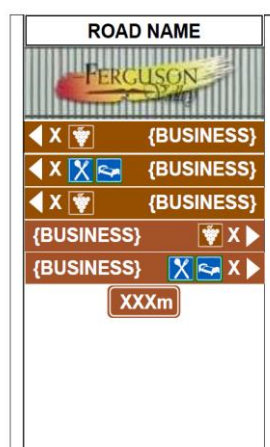 ROAD NAME
FERGUSON
Valley
X {BUSINESS}
X {BUSINESS}
X {BUSINESS}
{BUSINESS} X
{BUSINESS} X
XXXm